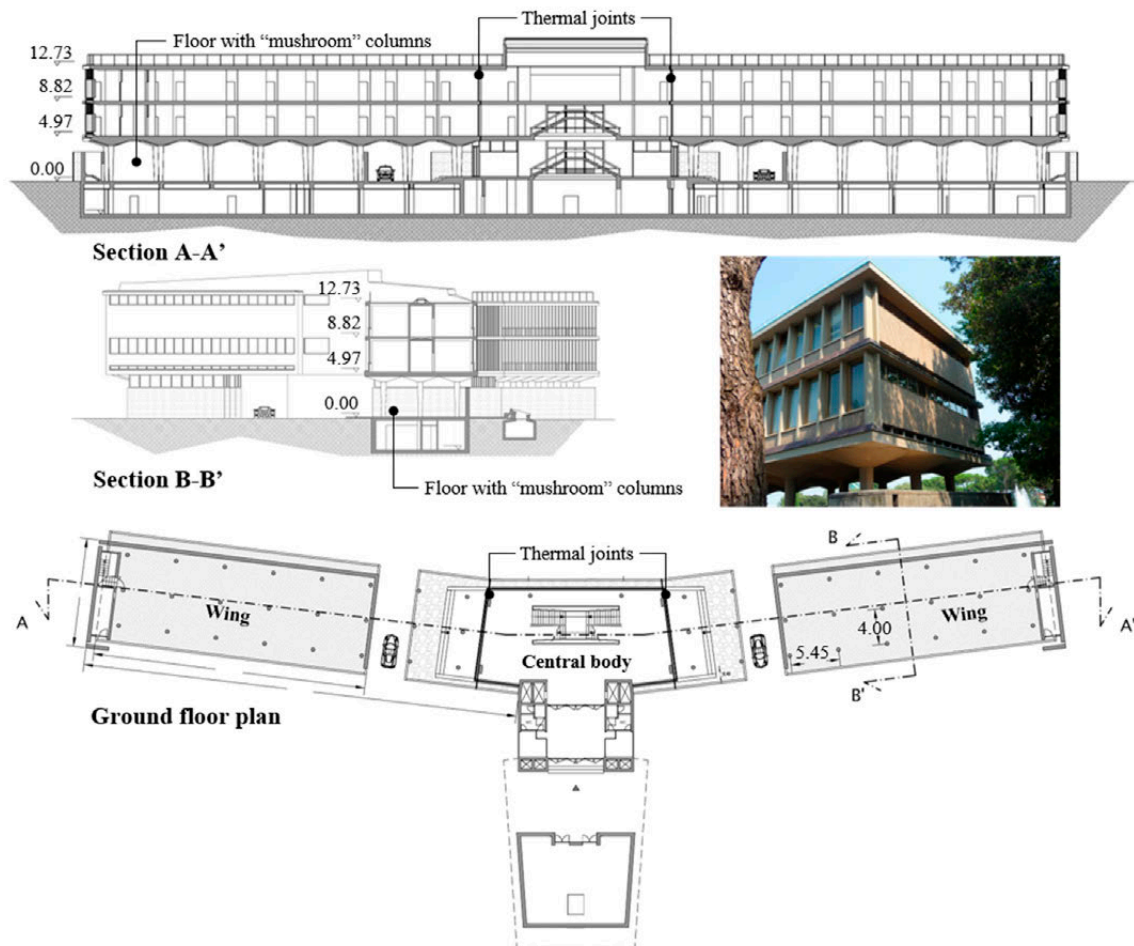 Thermal joints
Floor with “mushroom” columns
12.73
8.82
4.97
0.00
Section A-A’
12.73
8.82
4.97
0.00
Section B-B’
Floor with “mushroom” columns
Thermal joints
B
A
Wing
Wing
A'
4.00
Central body
5.45
B'
Ground floor plan